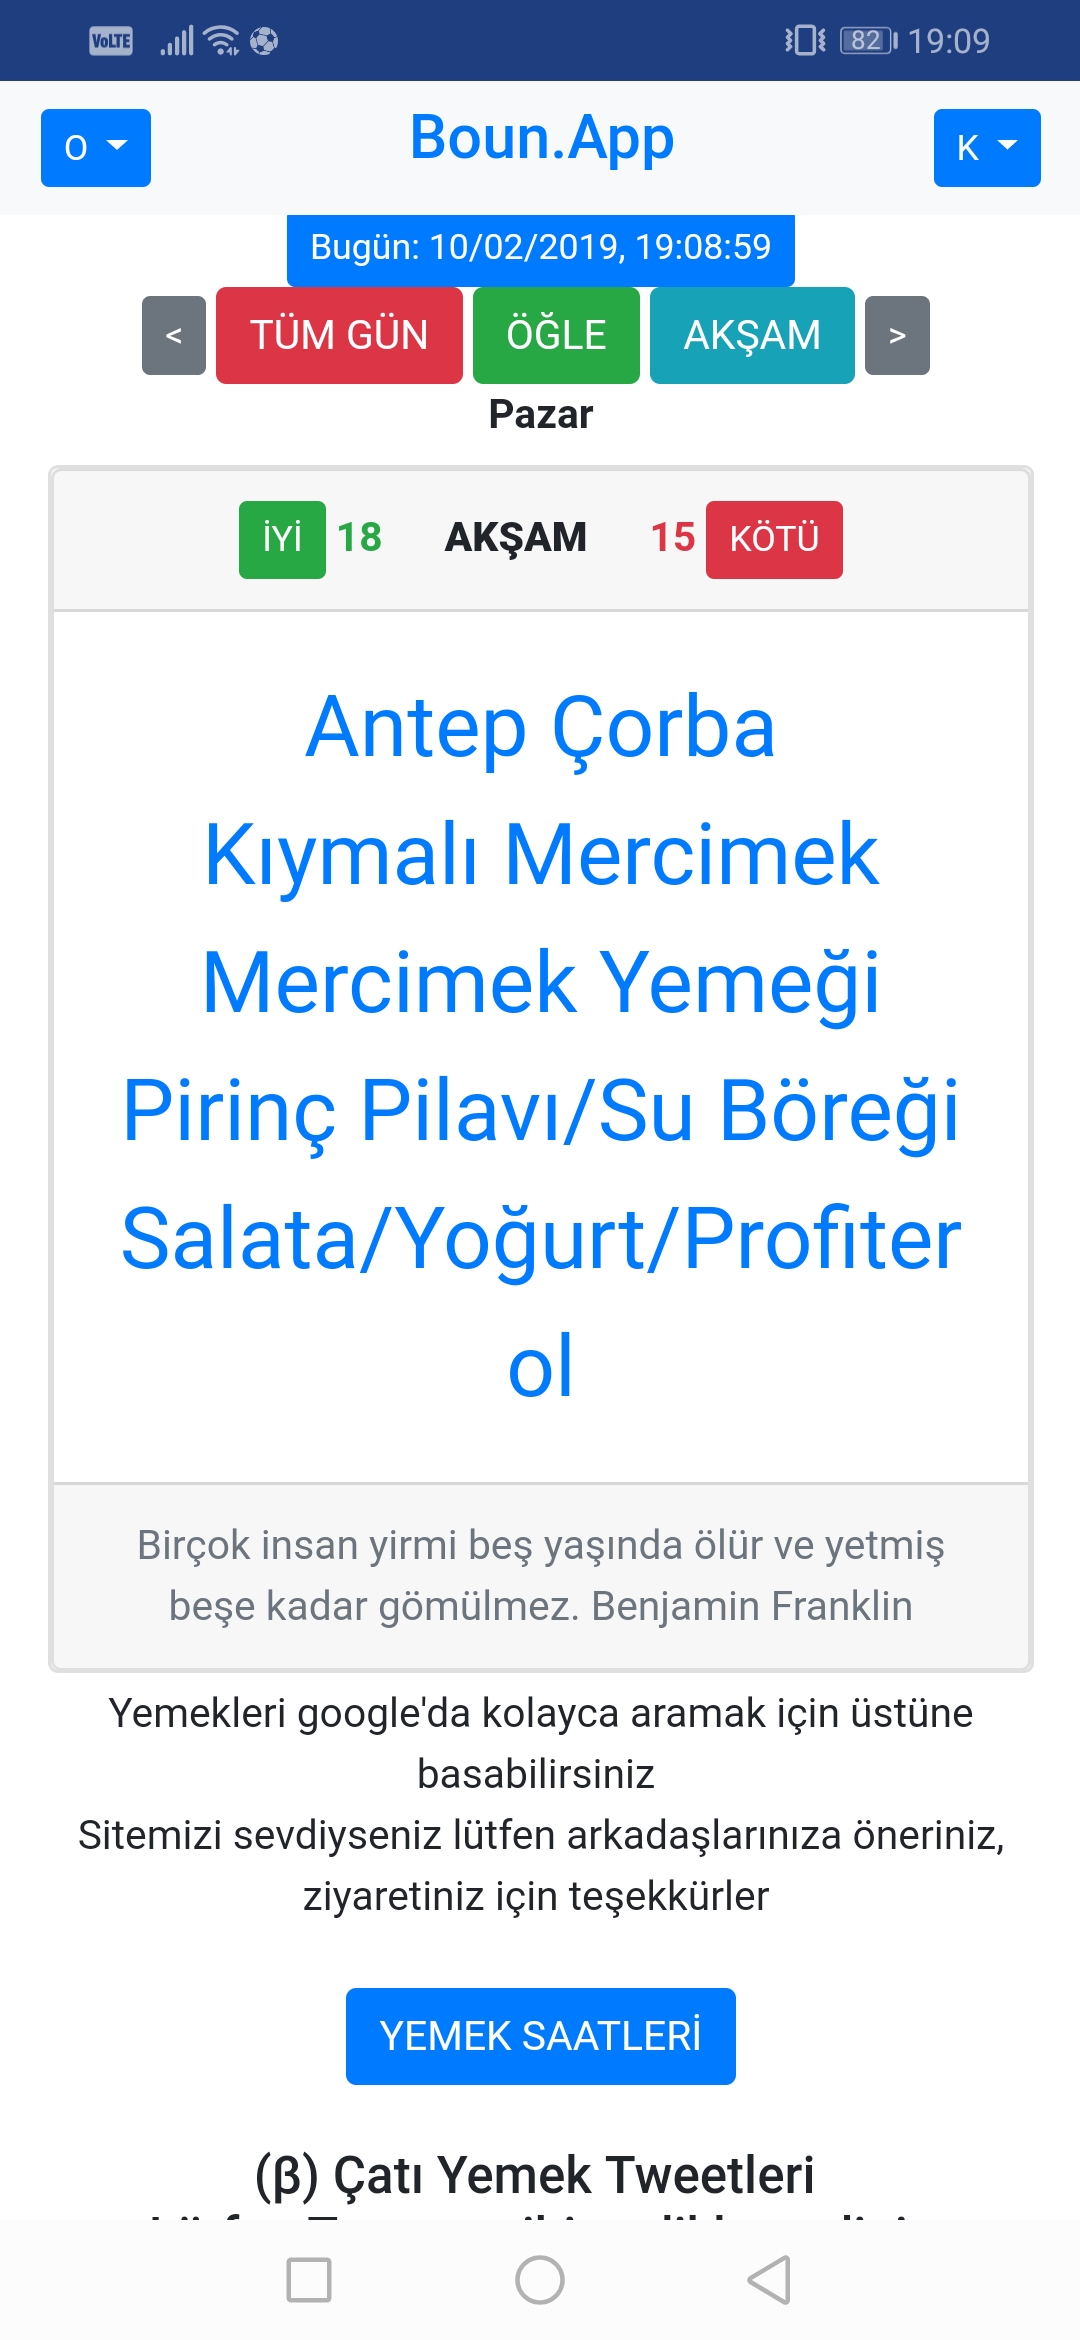 VoLTE 82 19:09
O Boun.App K
Bugün: 10/02/2019, 19:08:59
< TÜM GÜN ÖĞLE AKŞAM >
Pazar
İYİ 18 AKŞAM 15 KÖTÜ
Antep Çorba
Kıymalı Mercimek
Mercimek Yemeği
Pirinç Pilavı/Su Böreği
Salata/Yoğurt/Profiter
ol
Birçok insan yirmi beş yaşında ölür ve yetmiş
beşe kadar gömülmez. Benjamin Franklin
Yemekleri google'da kolayca aramak için üstüne
basabilirsiniz
Sitemizi sevdiyseniz lütfen arkadaşlarınıza öneriniz,
ziyaretiniz için teşekkürler
YEMEK SAATLERİ
(β) Çatı Yemek Tweetleri